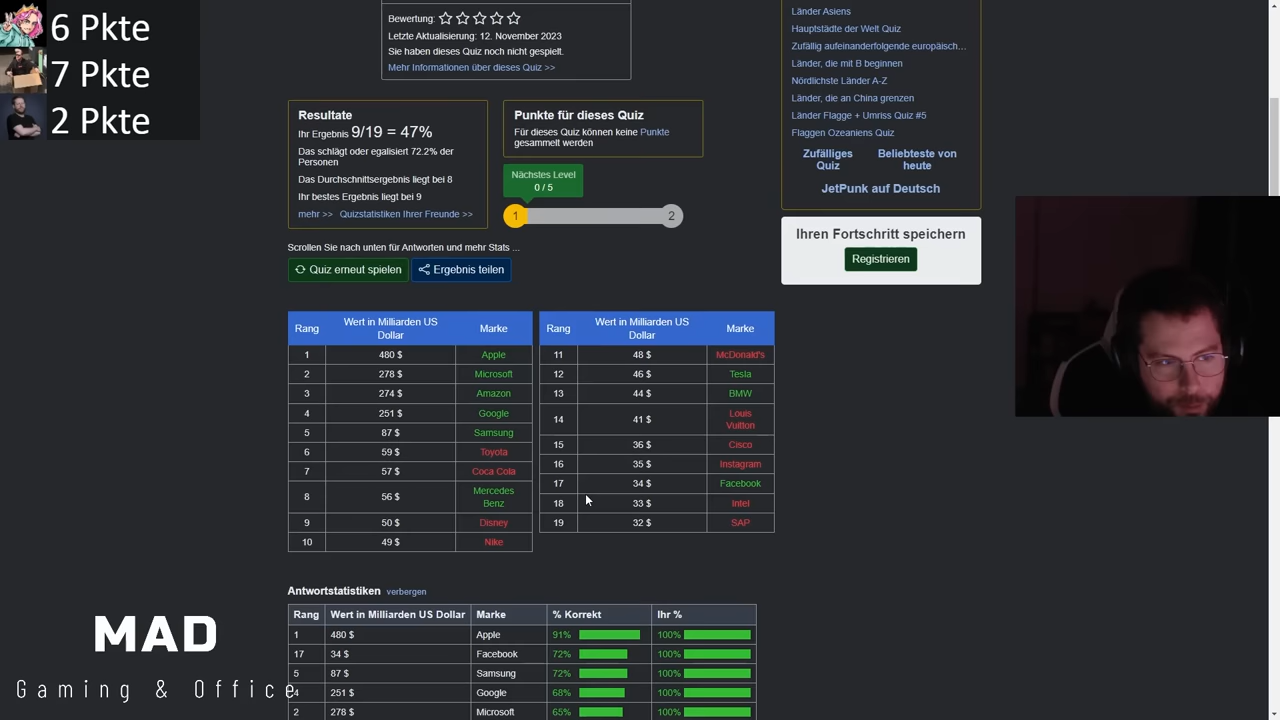 6 Pkte
7 Pkte
2 Pkte
Bewertung:
Letzte Aktualisierung: 12. November 2023
Sie haben dieses Quiz noch nicht gespielt.
Mehr Informationen über dieses Quiz >>
Länder Asiens
Hauptstädte der Welt Quiz
Zufällig aufeinanderfolgende europäisch...
Länder, die mit B beginnen
Nördlichste Länder A-Z
Länder, die an China grenzen
Länder Flagge + Umriss Quiz #5
Flaggen Ozeaniens Quiz
Zufälliges Quiz
Beliebteste von heute
JetPunk auf Deutsch
Ihren Fortschritt speichern
Registrieren
Resultate
Ihr Ergebnis 9/19 = 47%
Das schlägt oder egalisiert 72.2% der
Personen
Das Durchschnittsergebnis liegt bei 8
Ihr bestes Ergebnis liegt bei 9
mehr >> Quizstatistiken Ihrer Freunde >>
Punkte für dieses Quiz
Für dieses Quiz können keine Punkte
gesammelt werden
Nächstes Level
0 / 5
1 2
Scrollen Sie nach unten für Antworten und mehr Stats ...
Quiz erneut spielen
Ergebnis teilen
Rang Wert in Milliarden US Dollar Marke
1 480 $ Apple
2 278 $ Microsoft
3 274 $ Amazon
4 251 $ Google
5 87 $ Samsung
6 59 $ Toyota
7 57 $ Coca Cola
8 56 $ Mercedes Benz
9 50 $ Disney
10 49 $ Nike
Rang Wert in Milliarden US Dollar Marke
11 48 $ McDonald's
12 46 $ Tesla
13 44 $ BMW
14 41 $ Louis Vuitton
15 36 $ Cisco
16 35 $ Instagram
17 34 $ Facebook
18 33 $ Intel
19 32 $ SAP
Antwortstatistiken verbergen
Rang Wert in Milliarden US Dollar Marke % Korrekt Ihr %
1 480 $ Apple 91% 100%
17 34 $ Facebook 72% 100%
5 87 $ Samsung 72% 100%
4 251 $ Google 68% 100%
2 278 $ Microsoft 65% 100%
MAD
Gaming & Office